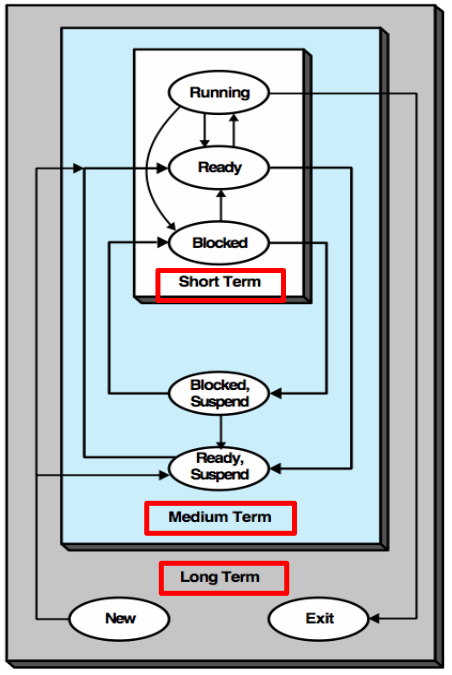 Running
Ready
Blocked
Short Term
Blocked,
Suspend
Ready,
Suspend
Medium Term
Long Term
New
Exit